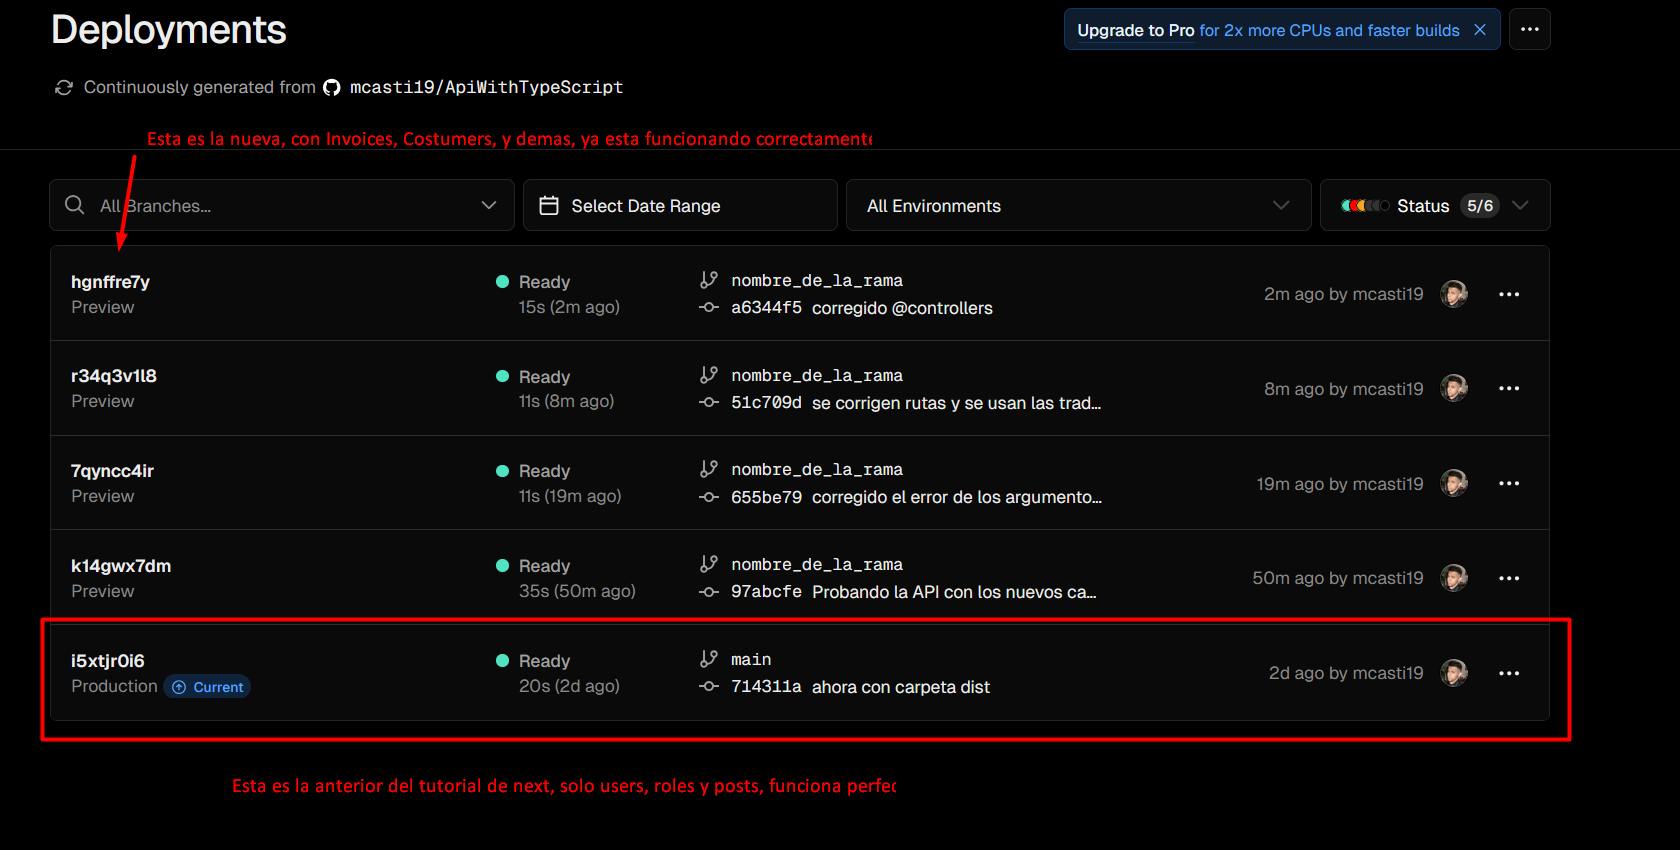 Deployments
Upgrade to Pro for 2x more CPUs and faster builds
Continuously generated from mcasti19/ApiWithTypeScript
Esta es la nueva, con Invoices, Costumers, y demas, ya esta funcionando correctamente
All Branches...
Select Date Range
All Environments
Status 5/6
hgnffre7y
Preview
Ready
15s (2m ago)
nombre_de_la_rama
a6344f5 corregido @controllers
2m ago by mcasti19
r34q3v1l8
Preview
Ready
11s (8m ago)
nombre_de_la_rama
51c709d se corrigen rutas y se usan las trad...
8m ago by mcasti19
7qyncc4ir
Preview
Ready
11s (19m ago)
nombre_de_la_rama
655be79 corregido el error de los argumento...
19m ago by mcasti19
k14gwx7dm
Preview
Ready
35s (50m ago)
nombre_de_la_rama
97abcfe Probando la API con los nuevos ca...
50m ago by mcasti19
i5xtjr0i6
Production Current
Ready
20s (2d ago)
main
714311a ahora con carpeta dist
2d ago by mcasti19
Esta es la anterior del tutorial de next, solo users, roles y posts, funciona perfec